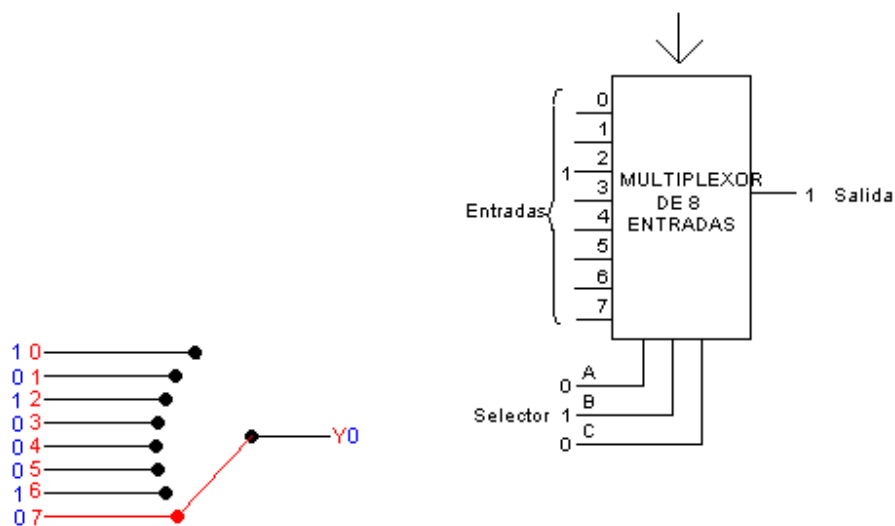 0
1
2
1
3
4
5
6
7
Entradas
MULTIPLEXOR
DE 8
ENTRADAS
1 Salida
A
0
B
Selector 1
C
0
1 0
0 1
1 2
0 3
0 4
0 5
1 6
0 7
Y0